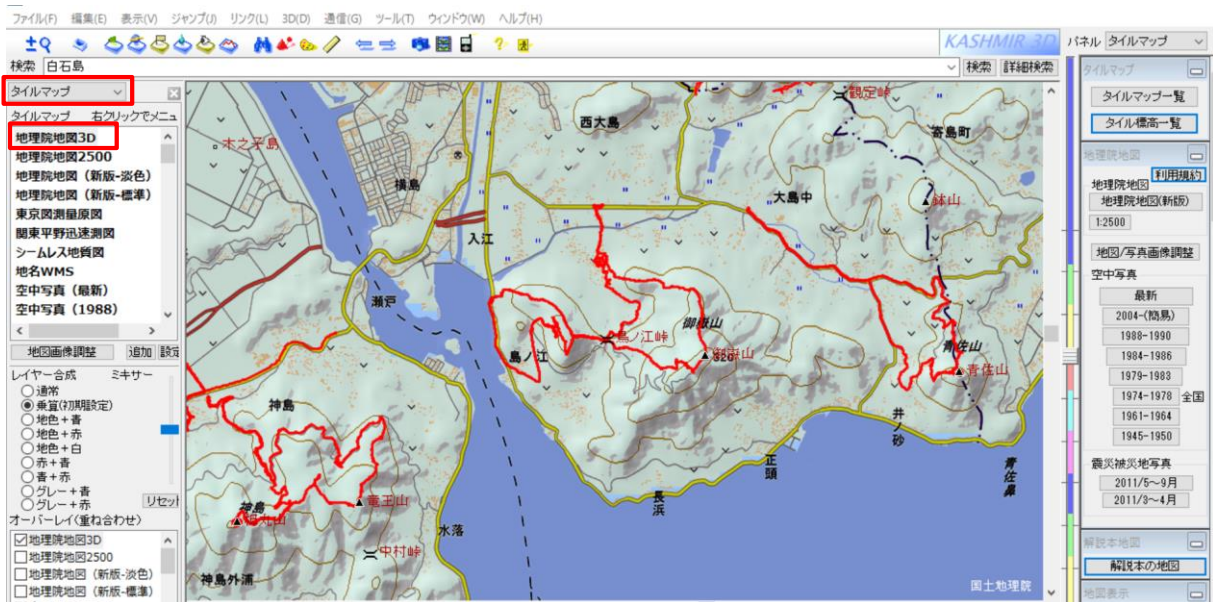 ファイル(F) 編集(E) 表示(V) ジャンプ(J) リンク(L) 3D(D) 通信(G) ツール(T) ウィンドウ(W) ヘルプ(H)
KASHMIR 3D
パネル タイルマップ
検索 白石島 検索 詳細検索
タイルマップ
タイルマップ 右クリックでメニュ
地理院地図3D
地理院地図2500
地理院地図(新版-淡色)
地理院地図(新版-標準)
東京図測量原図
関東平野迅速測図
シームレス地質図
地名WMS
空中写真(最新)
空中写真(1988)
地図画像調整 追加 設定
レイヤー合成 ミキサー
通常
乗算(初期設定)
地色+青
地色+赤
地色+白
赤+青
青+赤
グレー+青
グレー+赤
リセット
オーバーレイ(重ね合わせ)
地理院地図3D
地理院地図2500
地理院地図(新版-淡色)
地理院地図(新版-標準)
観定峠
西大島
寄島町
木之子島
横島
大島中
鉢山
入江
瀬戸
御嶽山
島ノ江峠
島ノ江
御嶽山
320
青佐山
青佐山
神島
井ノ砂
正頭
青佐鼻
長浜
竜王山
神島
水落
中村峠
神島外浦
国土地理院
タイルマップ
タイルマップ一覧
タイル標高一覧
地理院地図
利用規約
地理院地図
地理院地図(新版)
1:2500
地図/写真画像調整
空中写真
最新
2004-(簡易)
1988-1990
1984-1986
1979-1983
1974-1978 全国
1961-1964
1945-1950
震災被災地写真
2011/5~9月
2011/3~4月
解説本地図
解説本の地図
地図表示